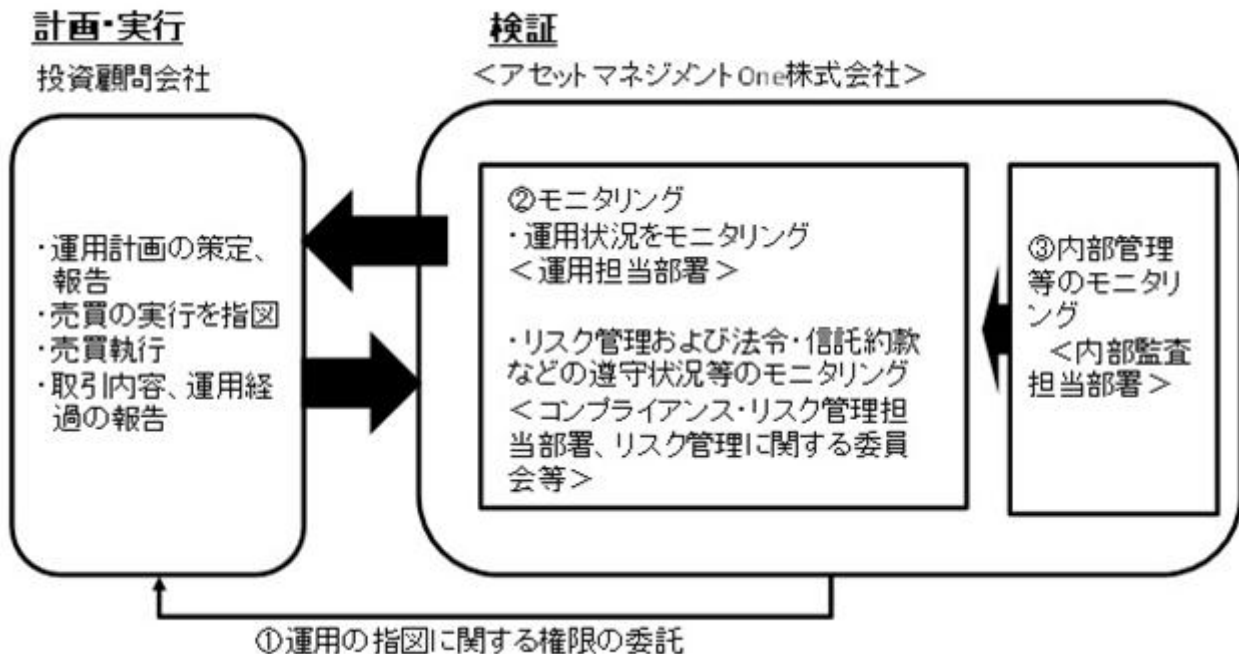 計画・実行
投資顧問会社
・運用計画の策定、
報告
・売買の実行を指図
・売買執行
・取引内容、運用経
過の報告
検証
＜アセットマネジメントOne株式会社＞
②モニタリング
・運用状況をモニタリング
＜運用担当部署＞
・リスク管理および法令・信託約款
などの遵守状況等のモニタリング
＜コンプライアンス・リスク管理担
当部署、リスク管理に関する委員
会等＞
③内部管理
等のモニタリ
ング
＜内部監査
担当部署＞
①運用の指図に関する権限の委託